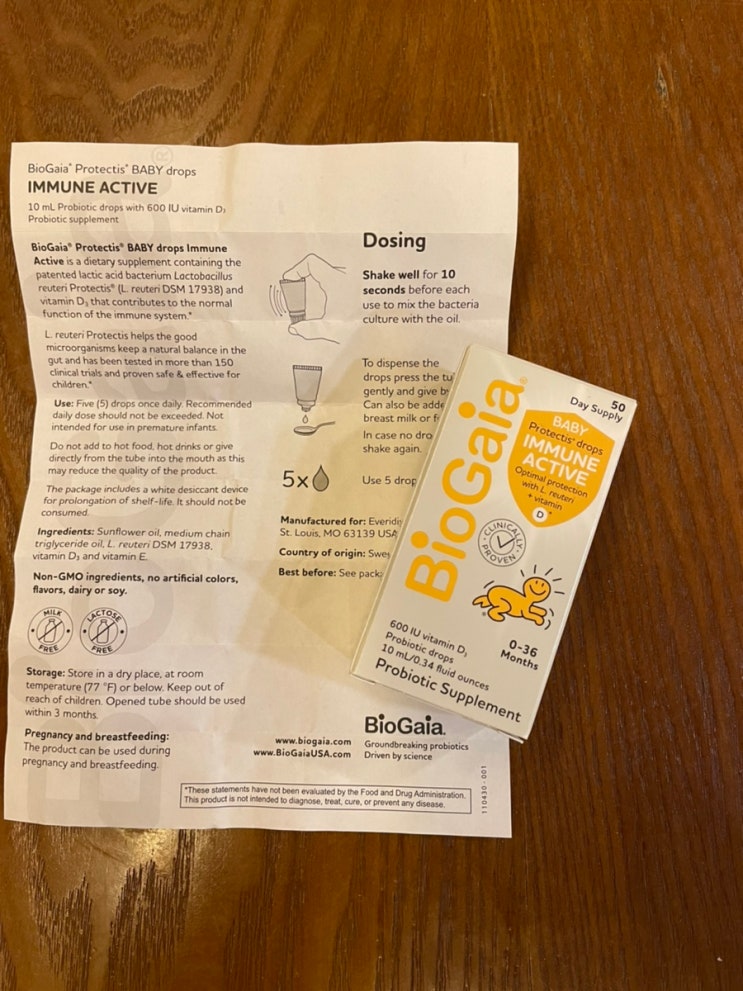 BioGaia® Protectis® BABY drops
IMMUNE ACTIVE
10 mL Probiotic drops with 600 IU vitamin D₃
Probiotic supplement
BioGaia® Protectis® BABY drops Immune
Active is a dietary supplement containing the
patented lactic acid bacterium Lactobacillus
reuteri Protectis® (L. reuteri DSM 17938) and
vitamin D₃ that contributes to the normal
function of the immune system.*
L. reuteri Protectis helps the good
microorganisms keep a natural balance in the
gut and has been tested in more than 150
clinical trials and proven safe & effective for
children.*
Use: Five (5) drops once daily. Recommended
daily dose should not be exceeded. Not
intended for use in premature infants.
Do not add to hot food, hot drinks or give
directly from the tube into the mouth as this
may reduce the quality of the product.
The package includes a white desiccant device
for prolongation of shelf-life. It should not be
consumed.
Ingredients: Sunflower oil, medium chain
triglyceride oil, L. reuteri DSM 17938,
vitamin D₃ and vitamin E.
Non-GMO ingredients, no artificial colors,
flavors, dairy or soy.
MILK FREE
LACTOSE FREE
Storage: Store in a dry place, at room
temperature (77 °F) or below. Keep out of
reach of children. Opened tube should be used
within 3 months.
Pregnancy and breastfeeding:
The product can be used during
pregnancy and breastfeeding.
Dosing
Shake well for 10
seconds before each
use to mix the bacteria
culture with the oil.
To dispense the
drops press the tu
gently and give by
Can also be adde
breast milk or f
In case no dro
shake again.
5x
Use 5 drop
Manufactured for: Everidi
St. Louis, MO 63139 USA
Country of origin: Swe
Best before: See pack
www.biogaia.com
www.BioGaiaUSA.com
BioGaia.
Groundbreaking probiotics
Driven by science
*These statements have not been evaluated by the Food and Drug Administration.
This product is not intended to diagnose, treat, cure, or prevent any disease.
110430 - 001
BioGaia®
50
Day Supply
BABY
Protectis® drops
IMMUNE
ACTIVE
Optimal protection
with L. reuteri
+ vitamin
D*
CLINICALLY
PROVEN
0-36
Months
600 IU vitamin D₃
Probiotic drops
10 mL/0.34 fluid ounces
Probiotic Supplement